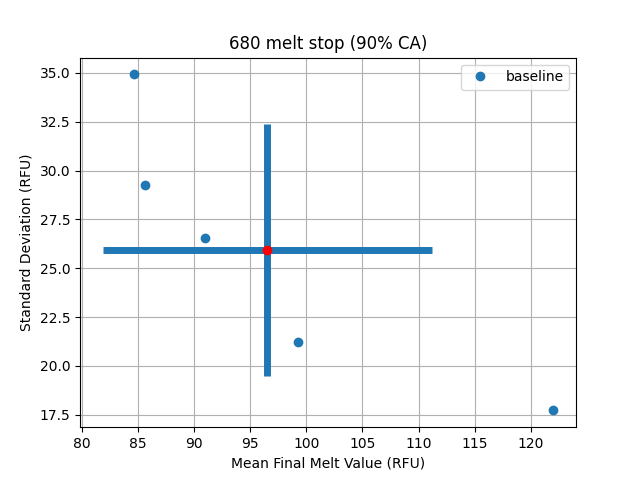 680 melt stop (90% CA)
baseline
35.0
32.5
30.0
27.5
25.0
22.5
20.0
17.5
Standard Deviation (RFU)
80 85 90 95 100 105 110 115 120
Mean Final Melt Value (RFU)